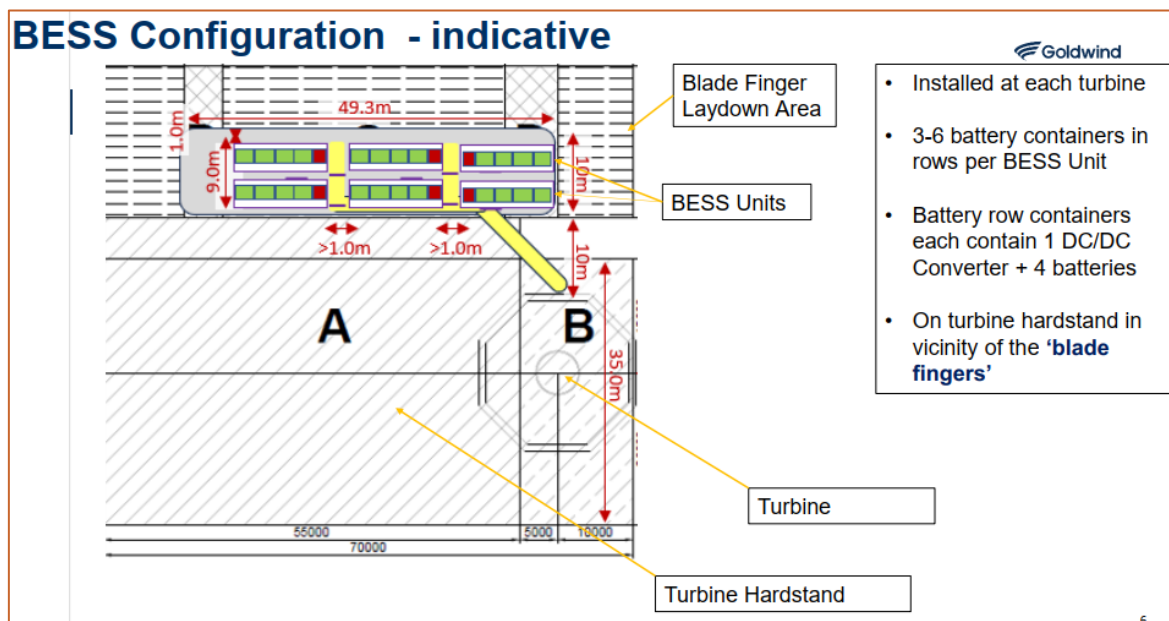 BESS Configuration - indicative
Goldwind
Blade Finger
Laydown Area
BESS Units
Turbine
Turbine Hardstand
• Installed at each turbine
• 3-6 battery containers in
rows per BESS Unit
• Battery row containers
each contain 1 DC/DC
Converter + 4 batteries
• On turbine hardstand in
vicinity of the ‘blade
fingers’
49.3m
1.0m
9.0m
10m
>1.0m
>1.0m
10m
A
B
35.0m
55000
5000
10000
70000